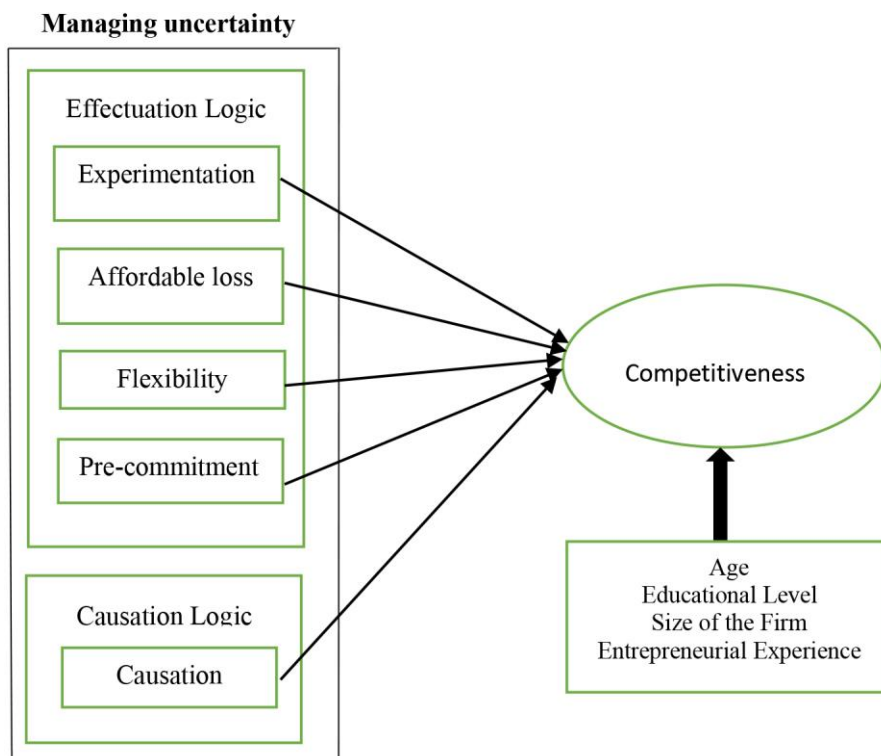 Managing uncertainty
Effectuation Logic
Experimentation
Affordable loss
Flexibility
Pre-commitment
Causation Logic
Causation
Competitiveness
Age
Educational Level
Size of the Firm
Entrepreneurial Experience